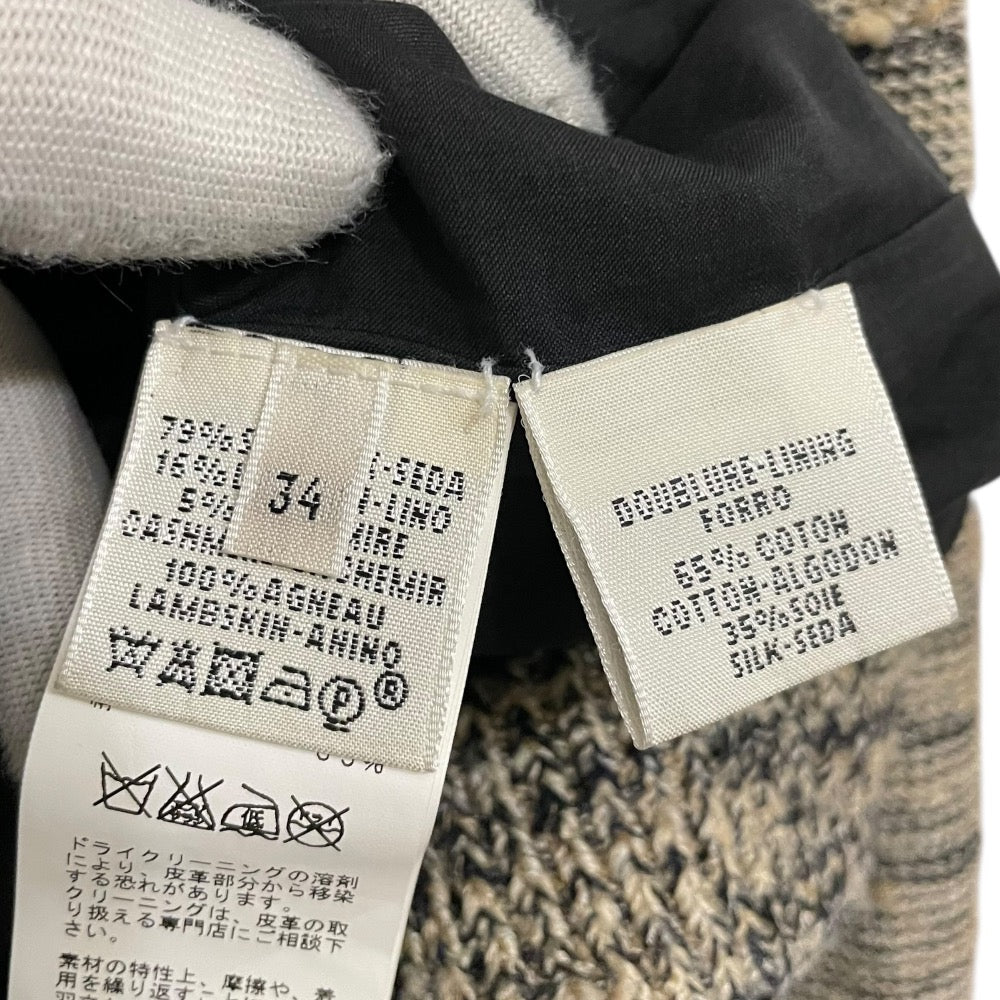 79% -SEDA
16% -LINO
5%
100% AGNEAU
LAMBSKIN-ANINO
34
®
DOUBLURE-LINING
FORRO
65% COTON
COTTON-ALGODON
35% SOIE
SILK-SEDA
低
ドライクリーニングの溶剤
により、皮革部分から移染
する恐れがあります。
クリーニングは、皮革の取
り扱える専門店にご相談下
さい。
素材の特性上、摩擦や、着
用を繰り返す